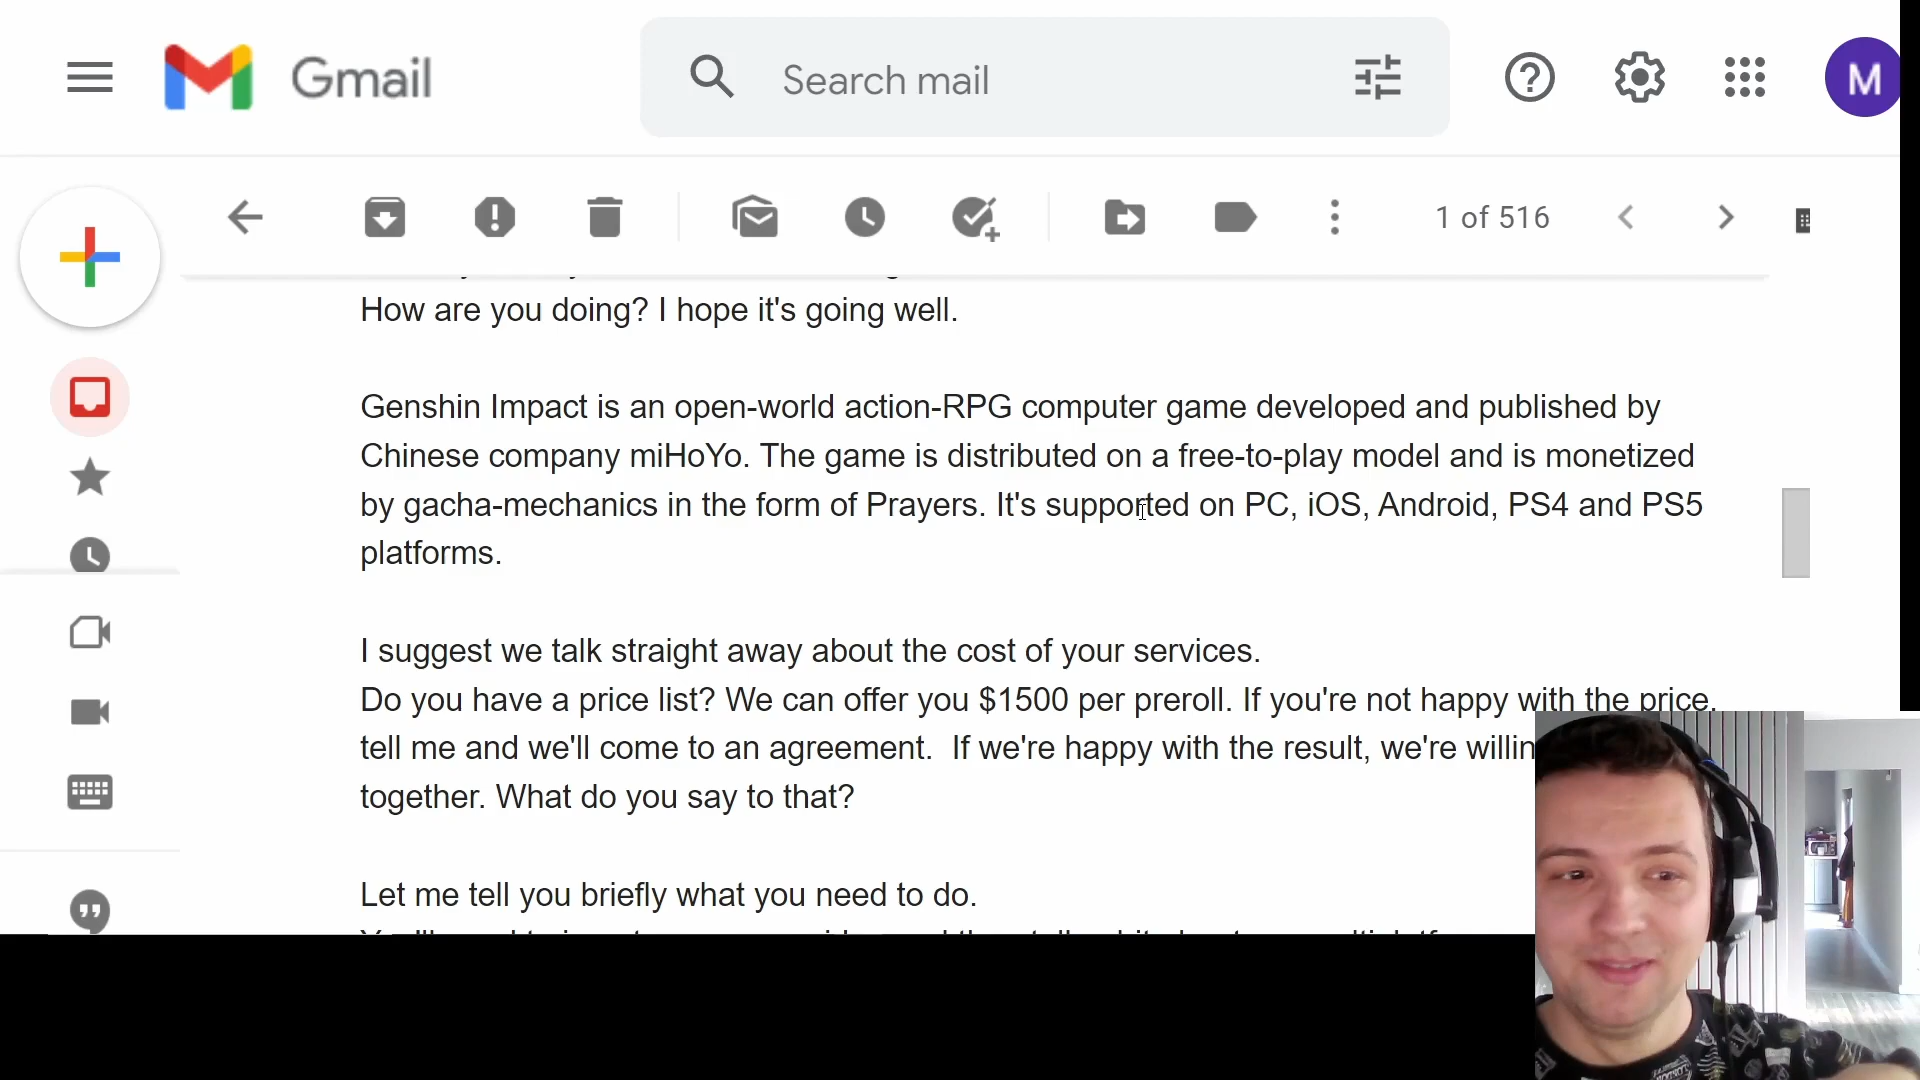 Gmail
Search mail
M
1 of 516
How are you doing? I hope it's going well.
Genshin Impact is an open-world action-RPG computer game developed and published by
Chinese company miHoYo. The game is distributed on a free-to-play model and is monetized
by gacha-mechanics in the form of Prayers. It's supported on PC, iOS, Android, PS4 and PS5
platforms.
I suggest we talk straight away about the cost of your services.
Do you have a price list? We can offer you $1500 per preroll. If you're not happy with the price,
tell me and we'll come to an agreement. If we're happy with the result, we're
together. What do you say to that?
Let me tell you briefly what you need to do.